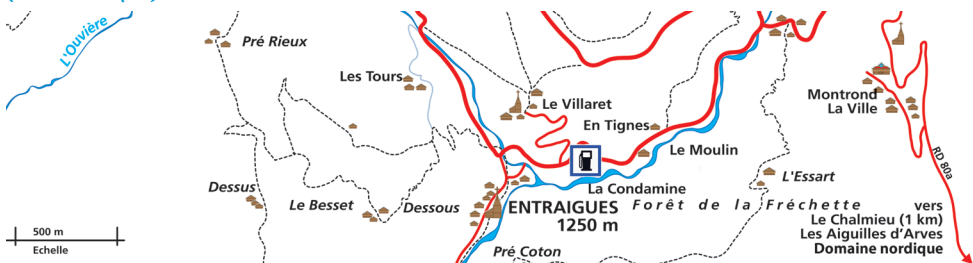 L'Ouvière
Pré Rieux
Les Tours
Le Villaret
En Tignes
Le Moulin
Montrond
La Ville
RD 80a
L'Essart
La Condamine
Dessus
Le Besset
Dessous
ENTRAIGUES
1250 m
Forêt de la Fréchette
Pré Coton
vers
Le Chalmieu (1 km)
Les Aiguilles d'Arves
Domaine nordique
500 m
Echelle